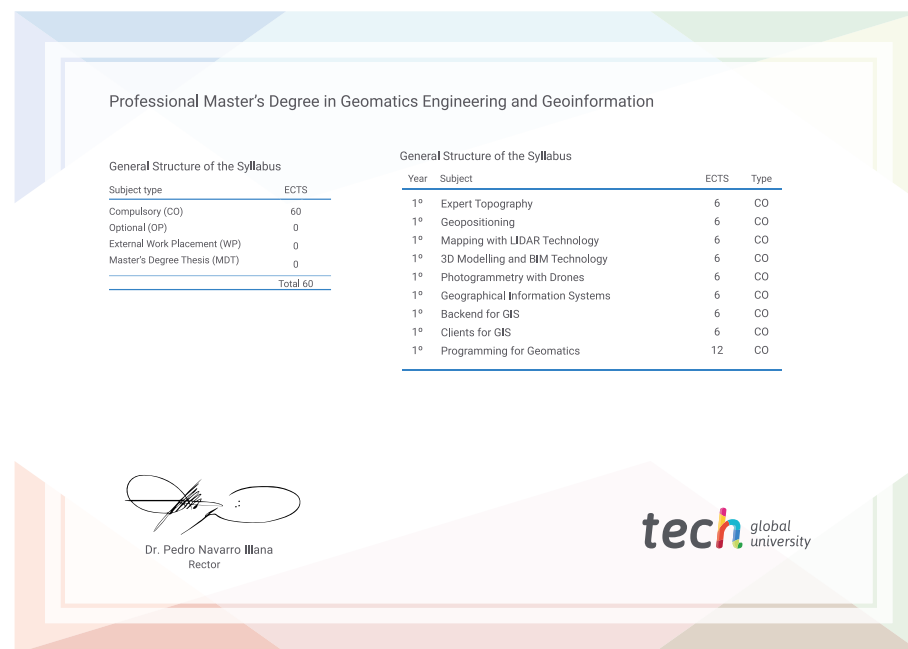 Professional Master's Degree in Geomatics Engineering and Geoinformation
General Structure of the Syllabus
Subject type ECTS
Compulsory (CO) 60
Optional (OP) 0
External Work Placement (WP) 0
Master's Degree Thesis (MDT) 0
Total 60
General Structure of the Syllabus
Year Subject ECTS Type
1º Expert Topography 6 CO
1º Geopositioning 6 CO
1º Mapping with LIDAR Technology 6 CO
1º 3D Modelling and BIM Technology 6 CO
1º Photogrammetry with Drones 6 CO
1º Geographical Information Systems 6 CO
1º Backend for GIS 6 CO
1º Clients for GIS 6 CO
1º Programming for Geomatics 12 CO
Dr. Pedro Navarro Illana
Rector
tech global
university